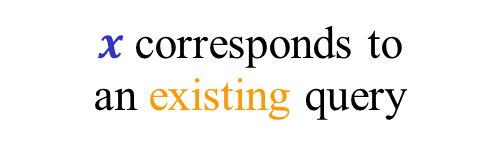 x corresponds to
an existing query